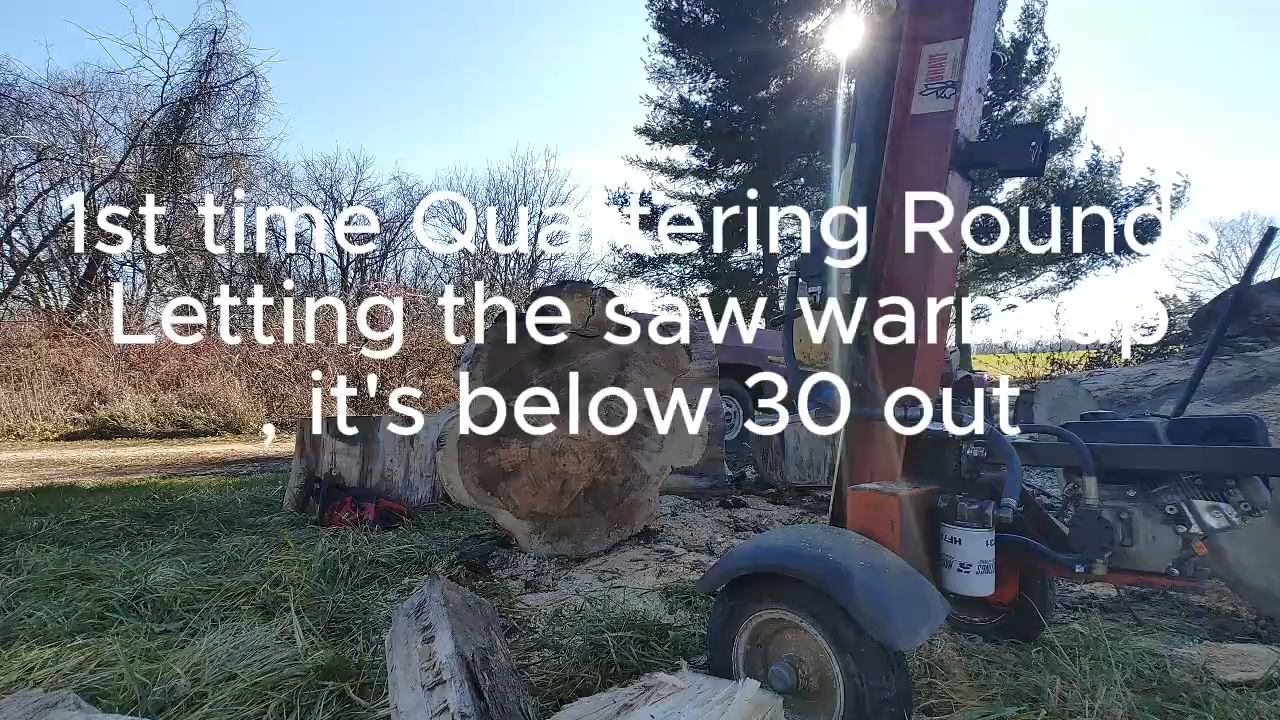 1st time Quartering Rounds
Letting the saw warm up
, it's below 30 out